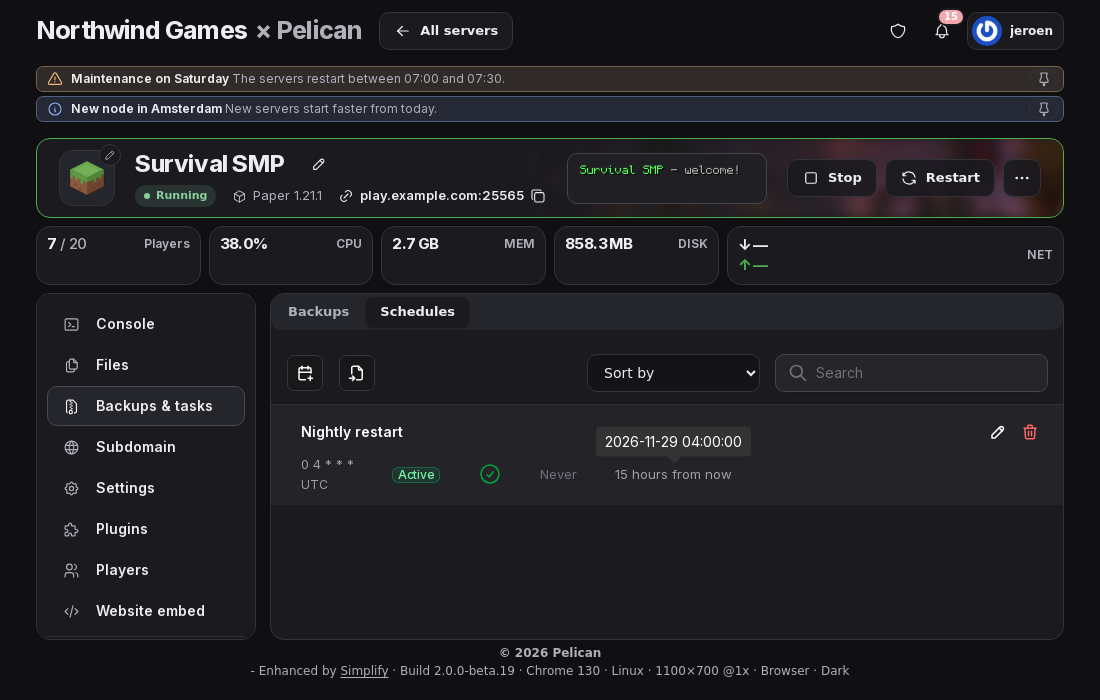 Northwind Games × Pelican
All servers
15
jeroen
Maintenance on Saturday The servers restart between 07:00 and 07:30.
New node in Amsterdam New servers start faster from today.
Survival SMP
Running
Paper 1.21.1
play.example.com:25565
Survival SMP — welcome!
Stop
Restart
7 / 20
Players
38.0%
CPU
2.7 GB
MEM
858.3 MB
DISK
↓—
↑—
NET
Console
Files
Backups & tasks
Subdomain
Settings
Plugins
Players
Website embed
Backups
Schedules
Sort by
Search
Nightly restart
2026-11-29 04:00:00
0 4 * * *
UTC
Active
Never
15 hours from now
© 2026 Pelican
- Enhanced by Simplify · Build 2.0.0-beta.19 · Chrome 130 · Linux · 1100×700 @1x · Browser · Dark